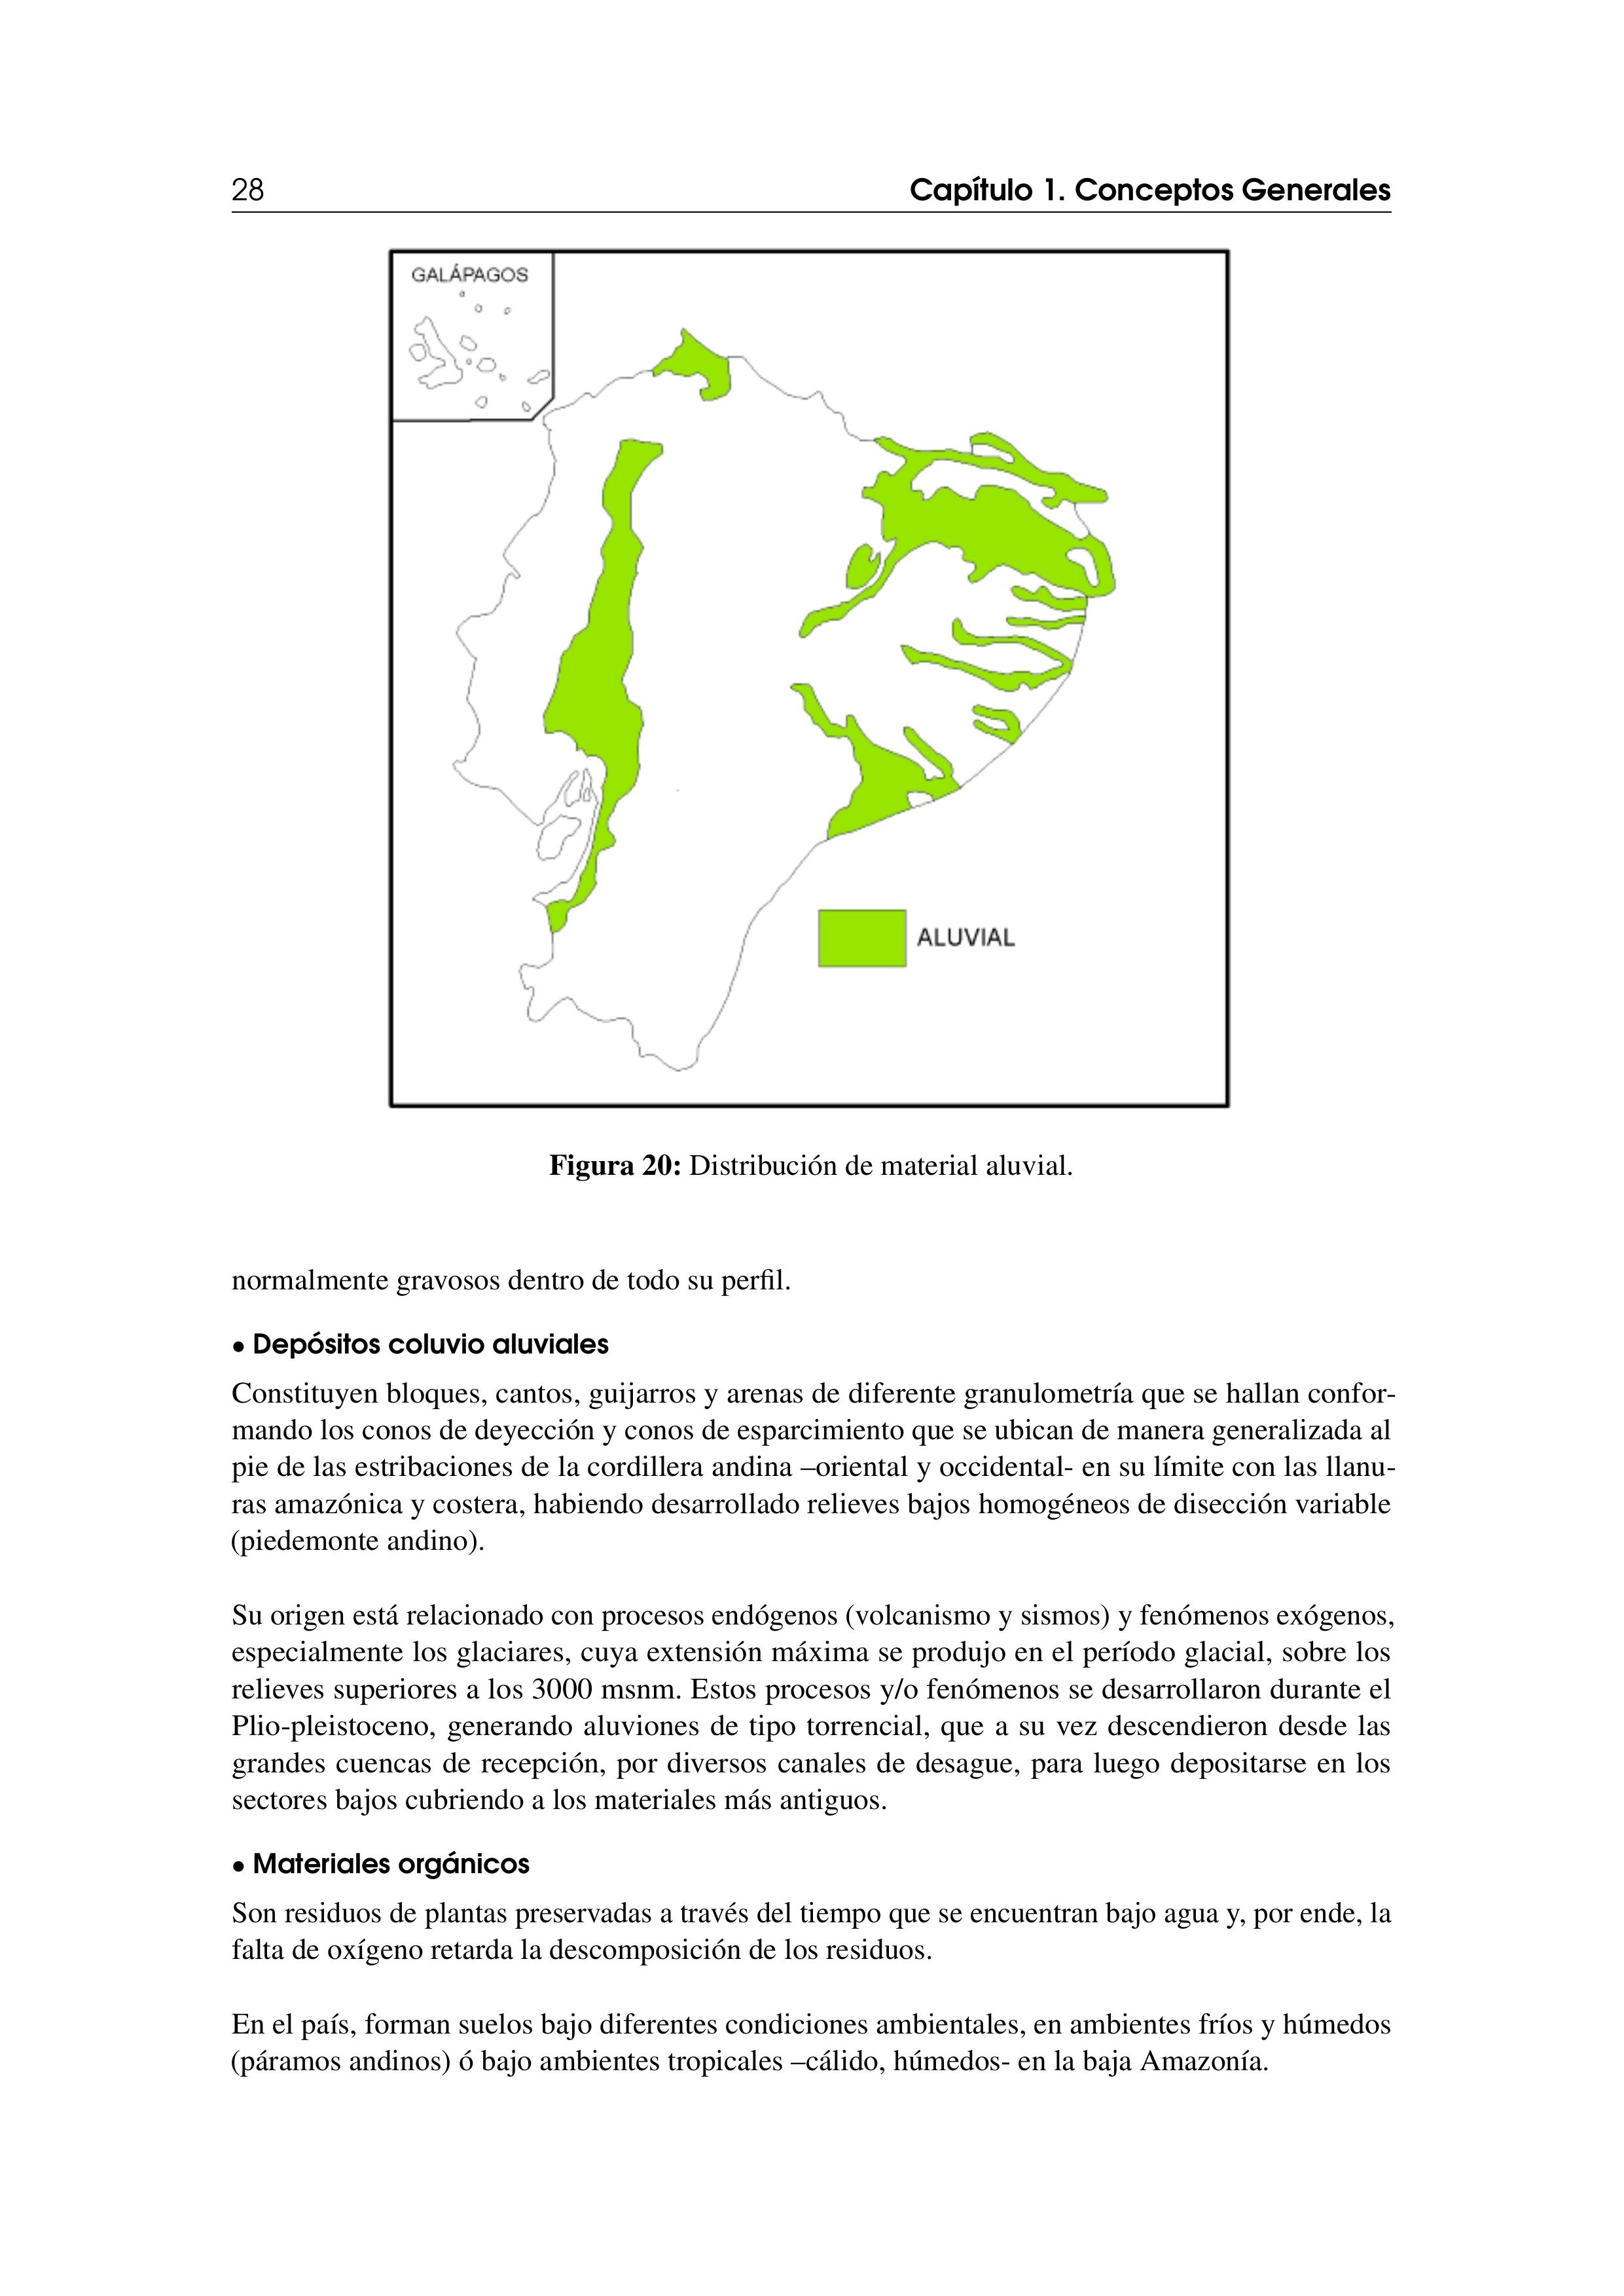 28
Capítulo 1. Conceptos Generales
GALÁPAGOS
ALUVIAL
Figura 20: Distribución de material aluvial.
normalmente gravosos dentro de todo su perfil.
• Depósitos coluvio aluviales
Constituyen bloques, cantos, guijarros y arenas de diferente granulometría que se hallan confor-
mando los conos de deyección y conos de esparcimiento que se ubican de manera generalizada al
pie de las estribaciones de la cordillera andina –oriental y occidental- en su límite con las llanu-
ras amazónica y costera, habiendo desarrollado relieves bajos homogéneos de disección variable
(piedemonte andino).
Su origen está relacionado con procesos endógenos (volcanismo y sismos) y fenómenos exógenos,
especialmente los glaciares, cuya extensión máxima se produjo en el período glacial, sobre los
relieves superiores a los 3000 msnm. Estos procesos y/o fenómenos se desarrollaron durante el
Plio-pleistoceno, generando aluviones de tipo torrencial, que a su vez descendieron desde las
grandes cuencas de recepción, por diversos canales de desague, para luego depositarse en los
sectores bajos cubriendo a los materiales más antiguos.
• Materiales orgánicos
Son residuos de plantas preservadas a través del tiempo que se encuentran bajo agua y, por ende, la
falta de oxígeno retarda la descomposición de los residuos.
En el país, forman suelos bajo diferentes condiciones ambientales, en ambientes fríos y húmedos
(páramos andinos) ó bajo ambientes tropicales –cálido, húmedos- en la baja Amazonía.